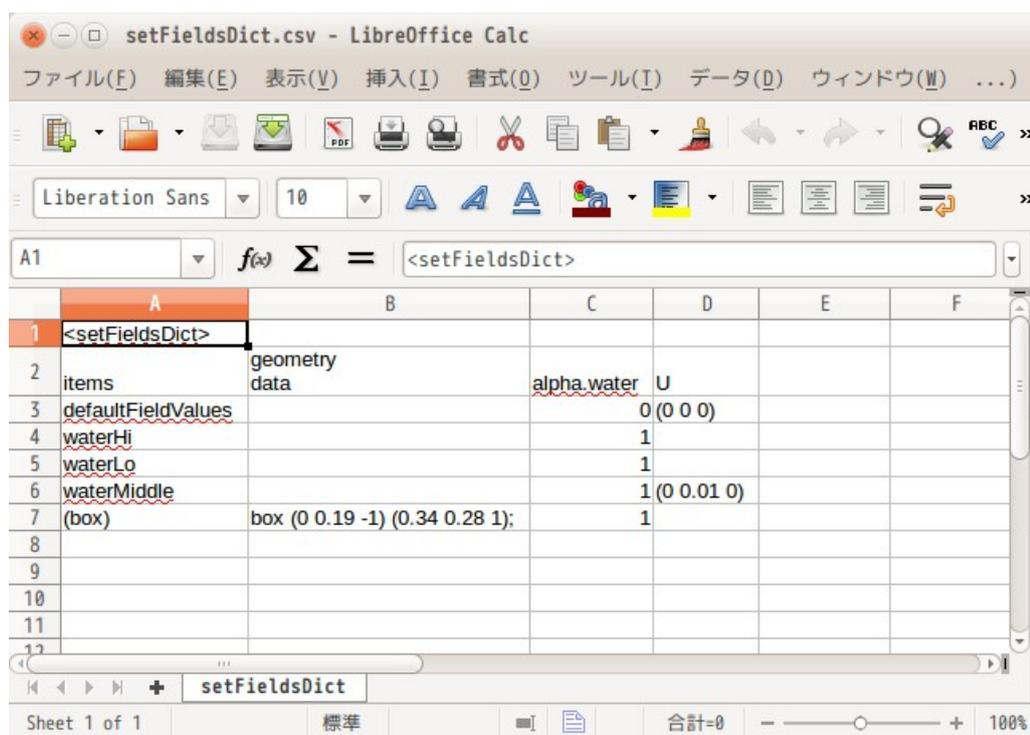 setFieldsDict.csv - LibreOffice Calc
ファイル(F) 編集(E) 表示(V) 挿入(I) 書式(O) ツール(T) データ(D) ウィンドウ(W) ...)
PDF ABC »
Liberation Sans 10 »
A1 f(x) Σ = <setFieldsDict>
A B C D E F
1 <setFieldsDict>
2 items geometry data alpha.water U
3 defaultFieldValues 0 (0 0 0)
4 waterHi 1
5 waterLo 1
6 waterMiddle 1 (0 0.01 0)
7 (box) box (0 0.19 -1) (0.34 0.28 1); 1
8
9
10
11
12
setFieldsDict
Sheet 1 of 1 標準 合計=0 100%